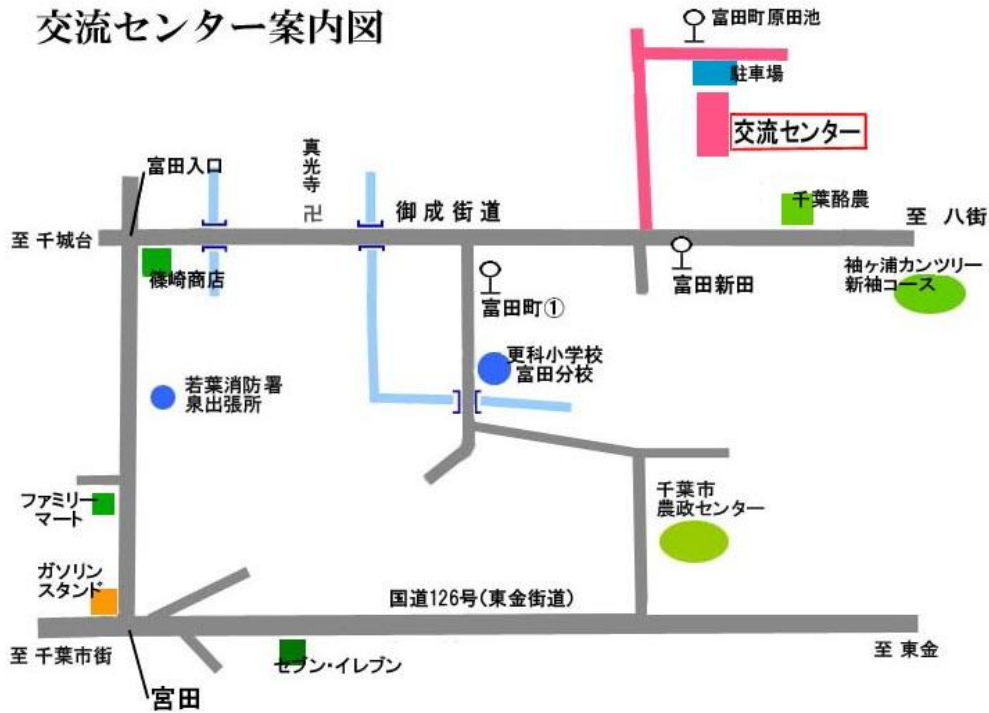 交流センター案内図
富田町原田池
駐車場
交流センター
富田入口
真光寺
卍
御成街道
千葉酪農
至 千城台
至 八街
篠崎商店
富田町①
富田新田
袖ヶ浦カンツリー
新袖コース
更科小学校
富田分校
若葉消防署
泉出張所
ファミリー
マート
千葉市
農政センター
ガソリン
スタンド
国道126号(東金街道)
至 千葉市街
至 東金
セブン・イレブン
宮田